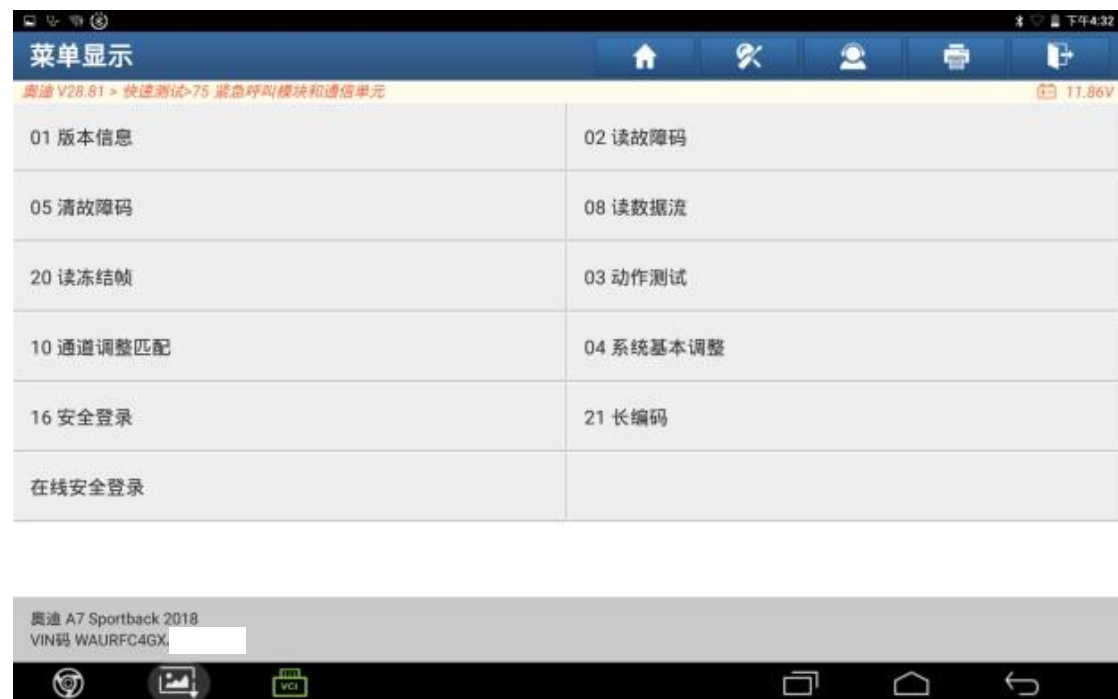 下午4:32
菜单显示
奥迪 V28.81 > 快速测试>75 紧急呼叫模块和通信单元
11.86V
01 版本信息
02 读故障码
05 清故障码
08 读数据流
20 读冻结帧
03 动作测试
10 通道调整匹配
04 系统基本调整
16 安全登录
21 长编码
在线安全登录
奥迪 A7 Sportback 2018
VIN码 WAURFC4GX
VCI